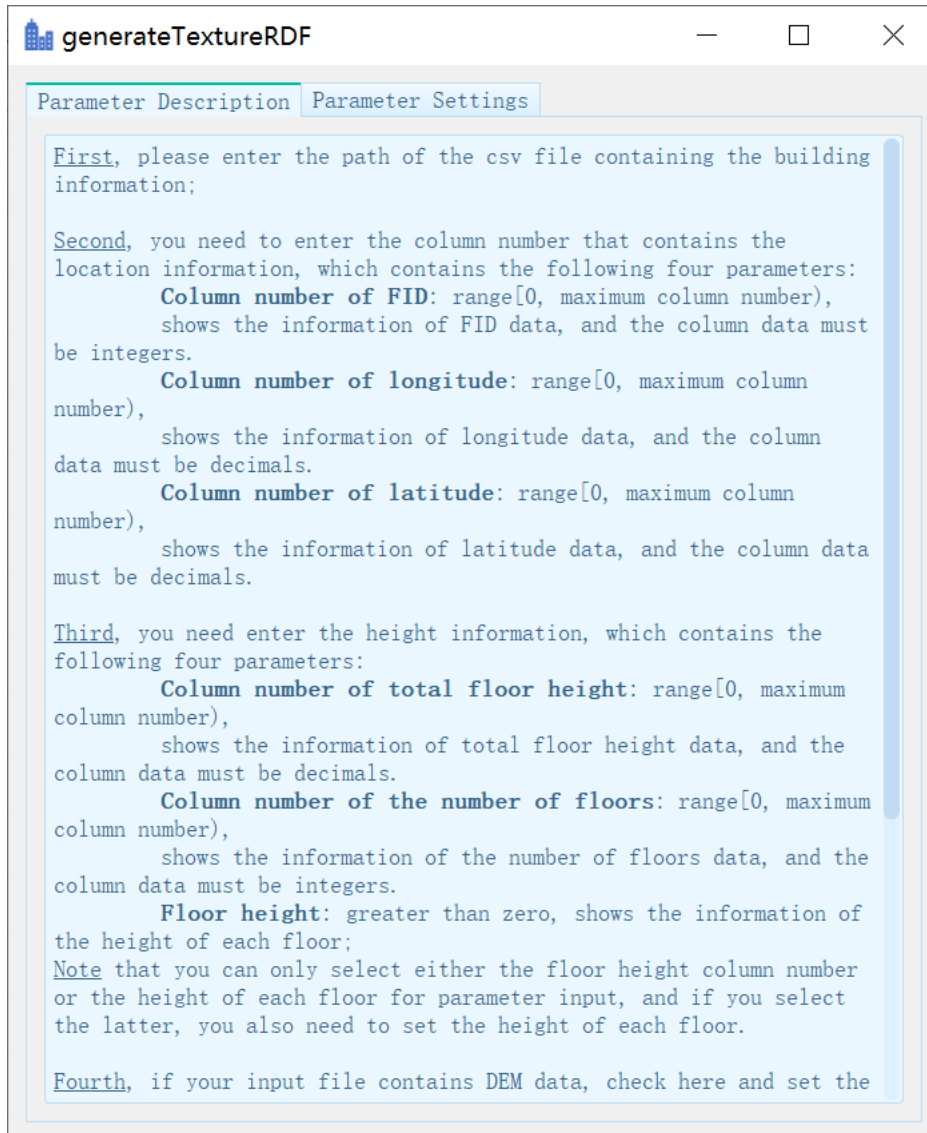 generateTextureRDF
Parameter Description
Parameter Settings
First, please enter the path of the csv file containing the building
information;
Second, you need to enter the column number that contains the
location information, which contains the following four parameters:
Column number of FID: range[0, maximum column number),
shows the information of FID data, and the column data must
be integers.
Column number of longitude: range[0, maximum column
number),
shows the information of longitude data, and the column
data must be decimals.
Column number of latitude: range[0, maximum column
number),
shows the information of latitude data, and the column data
must be decimals.
Third, you need enter the height information, which contains the
following four parameters:
Column number of total floor height: range[0, maximum
column number),
shows the information of total floor height data, and the
column data must be decimals.
Column number of the number of floors: range[0, maximum
column number),
shows the information of the number of floors data, and the
column data must be integers.
Floor height: greater than zero, shows the information of
the height of each floor;
Note that you can only select either the floor height column number
or the height of each floor for parameter input, and if you select
the latter, you also need to set the height of each floor.
Fourth, if your input file contains DEM data, check here and set the